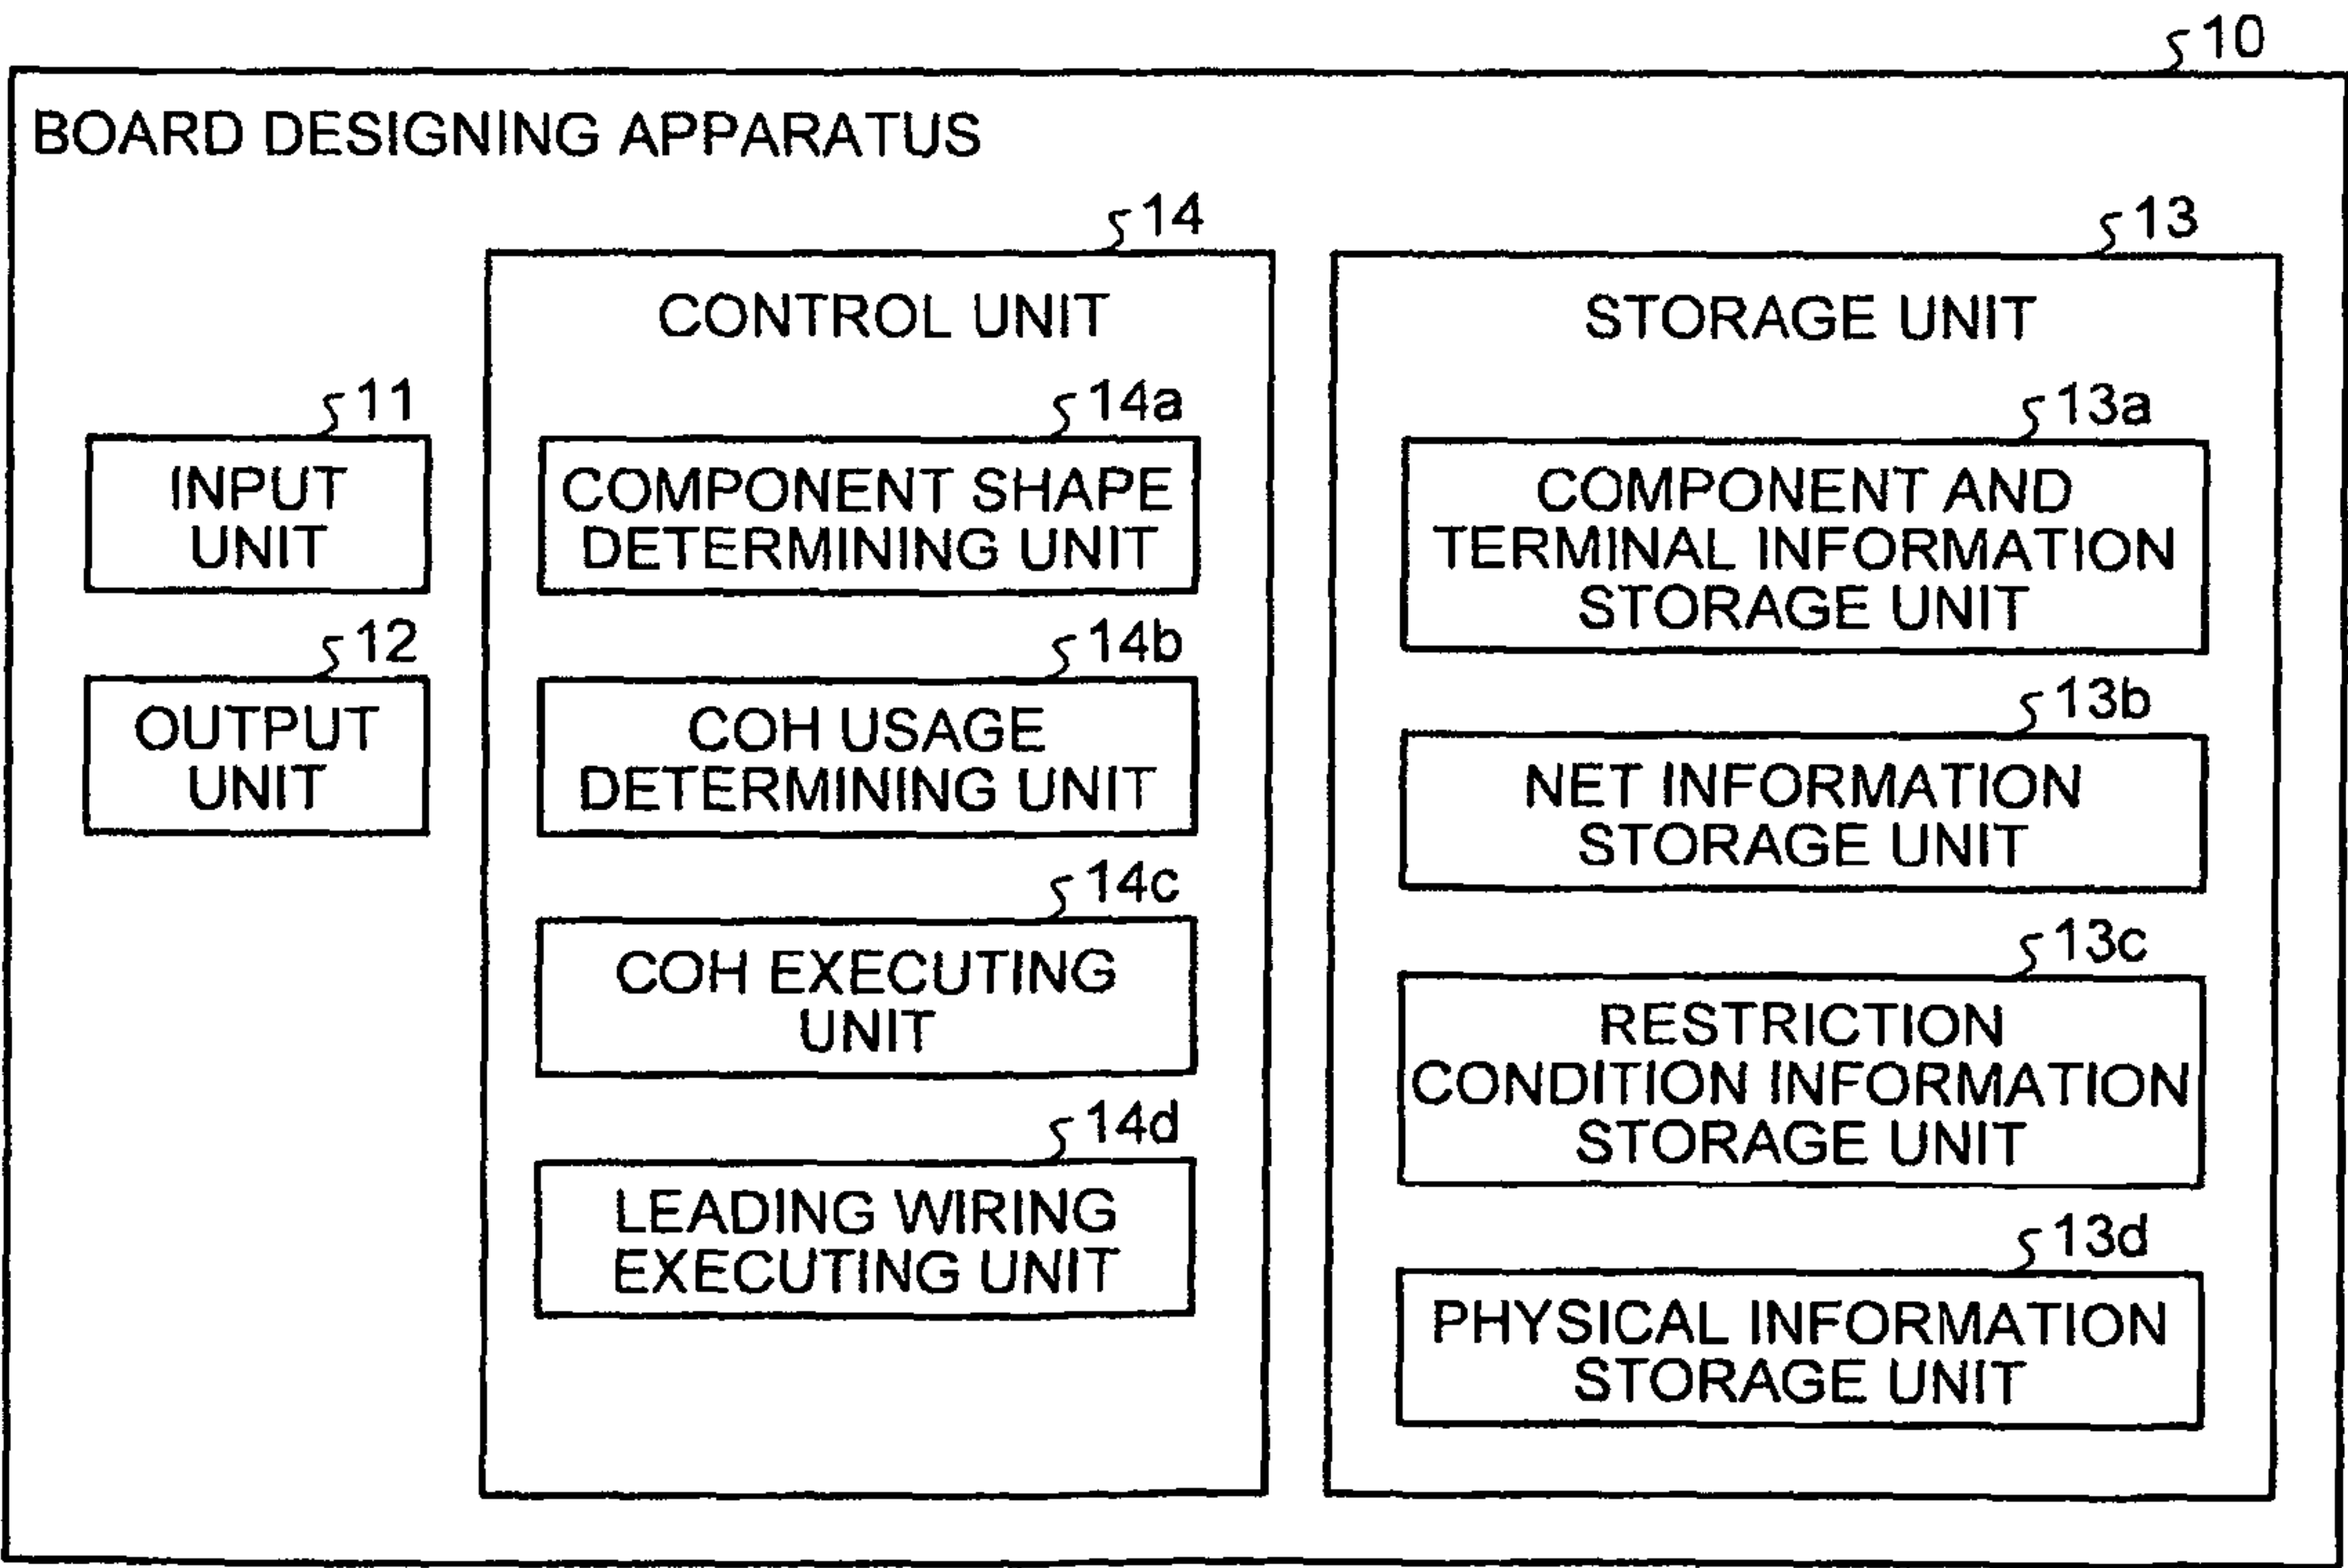 10
BOARD DESIGNING APPARATUS
11
INPUT
UNIT
12
OUTPUT
UNIT
14
CONTROL UNIT
14a
COMPONENT SHAPE
DETERMINING UNIT
14b
COH USAGE
DETERMINING UNIT
14c
COH EXECUTING
UNIT
14d
LEADING WIRING
EXECUTING UNIT
13
STORAGE UNIT
13a
COMPONENT AND
TERMINAL INFORMATION
STORAGE UNIT
13b
NET INFORMATION
STORAGE UNIT
13c
RESTRICTION
CONDITION INFORMATION
STORAGE UNIT
13d
PHYSICAL INFORMATION
STORAGE UNIT